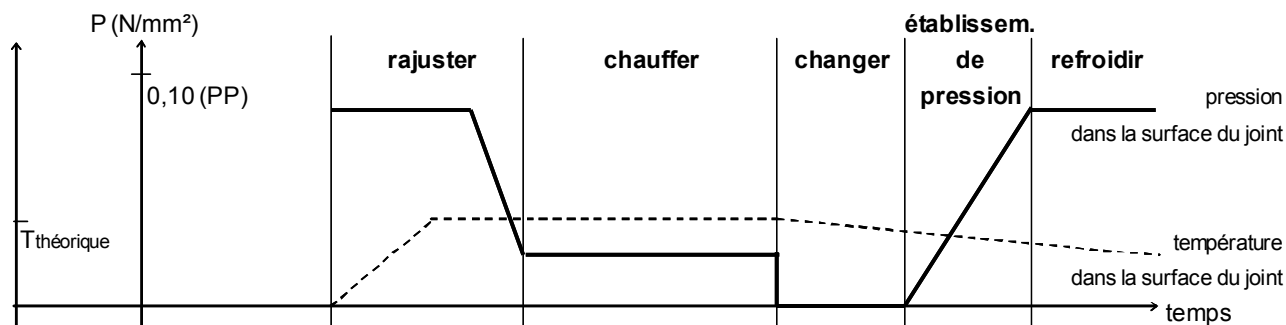 P (N/mm²)
0,10 (PP)
Tthéorique
rajuster
chauffer
changer
établissem.
de
pression
refroidir
pression
dans la surface du joint
température
dans la surface du joint
temps